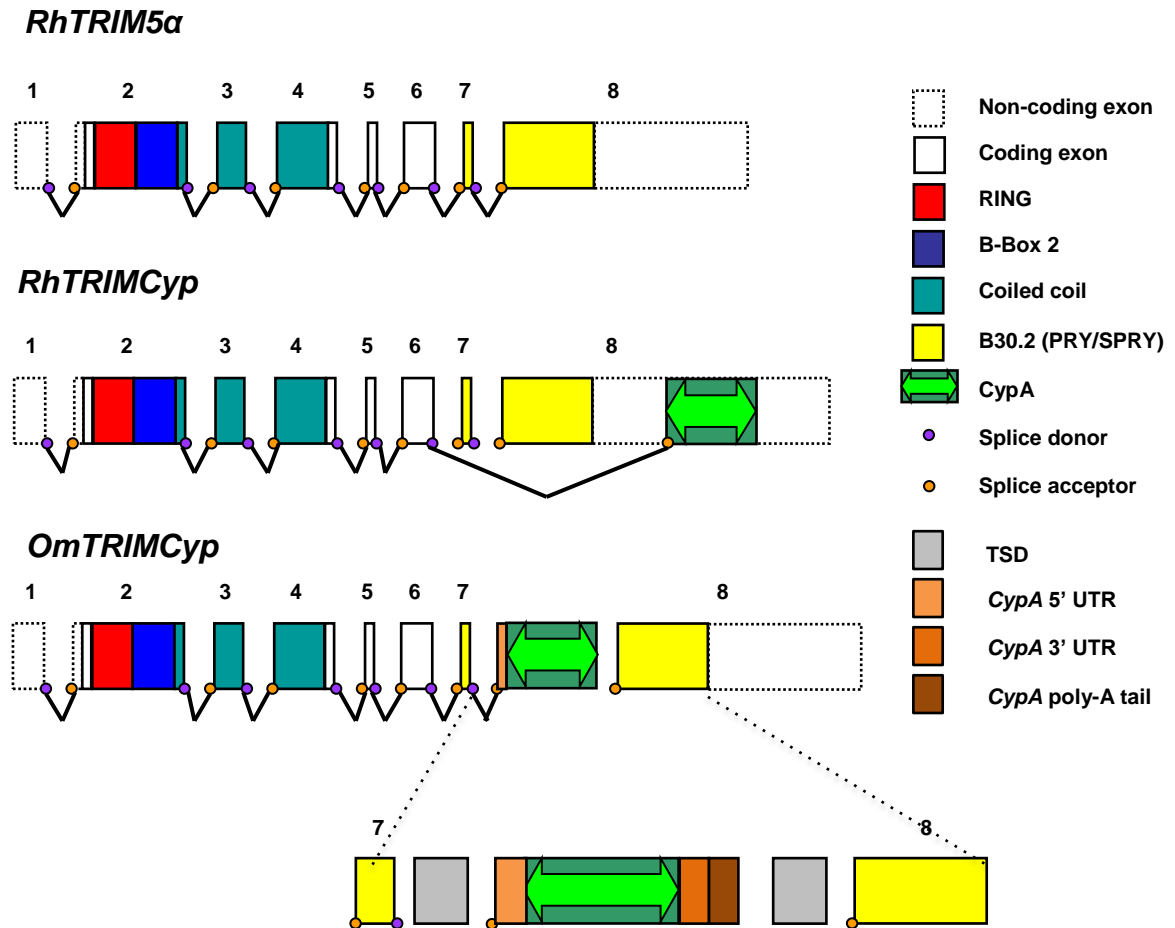 RhTRIM5α
1 2 3 4 5 6 7 8
RhTRIMCyp
1 2 3 4 5 6 7 8
OmTRIMCyp
1 2 3 4 5 6 7 8
7 8
Non-coding exon
Coding exon
RING
B-Box 2
Coiled coil
B30.2 (PRY/SPRY)
CypA
Splice donor
Splice acceptor
TSD
CypA 5’ UTR
CypA 3’ UTR
CypA poly-A tail